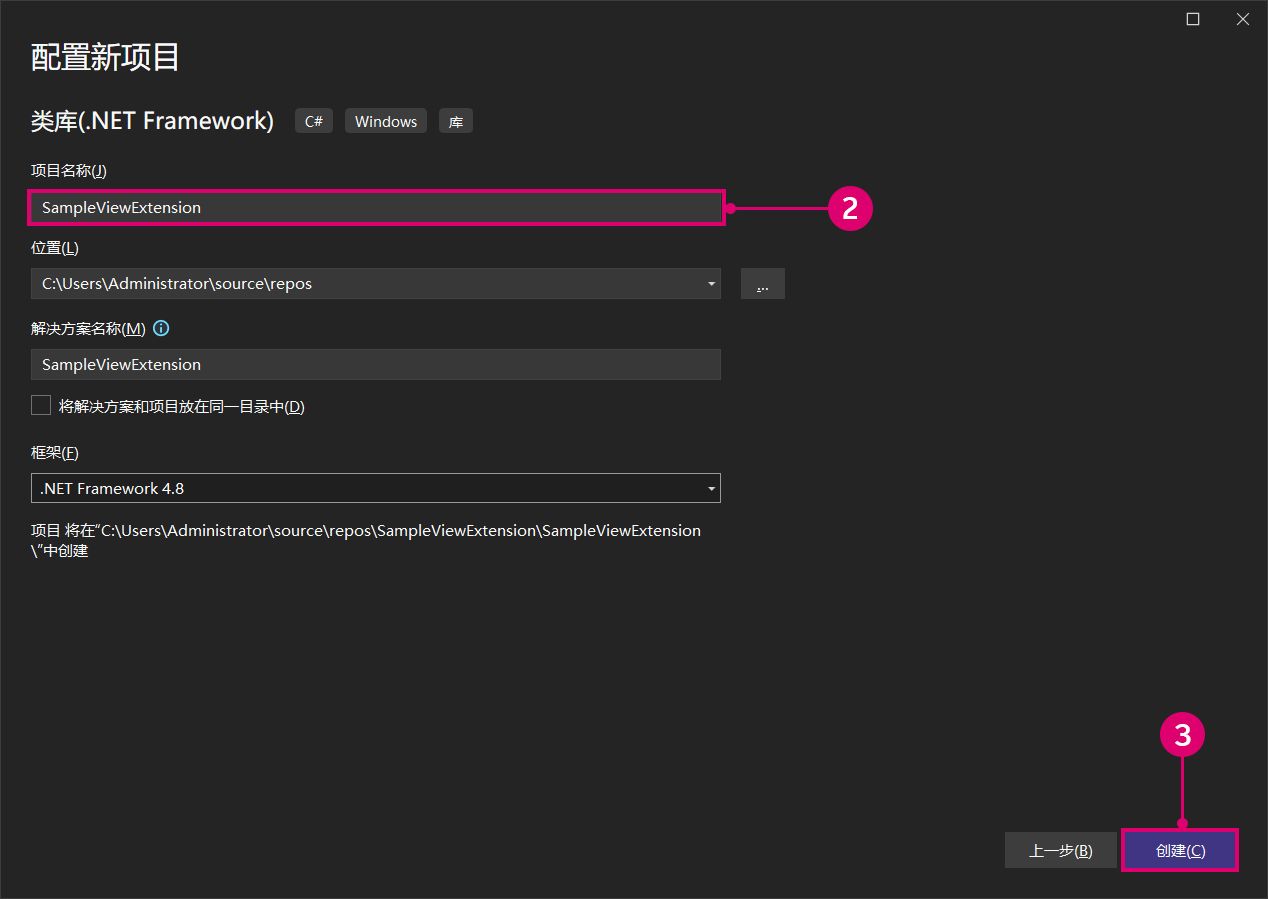 配置新项目
类库(.NET Framework) C# Windows 库
项目名称(J)
SampleViewExtension
2
位置(L)
C:\Users\Administrator\source\repos
...
解决方案名称(M)
SampleViewExtension
将解决方案和项目放在同一目录中(D)
框架(F)
.NET Framework 4.8
项目 将在“C:\Users\Administrator\source\repos\SampleViewExtension\SampleViewExtension
\”中创建
3
上一步(B) 创建(C)